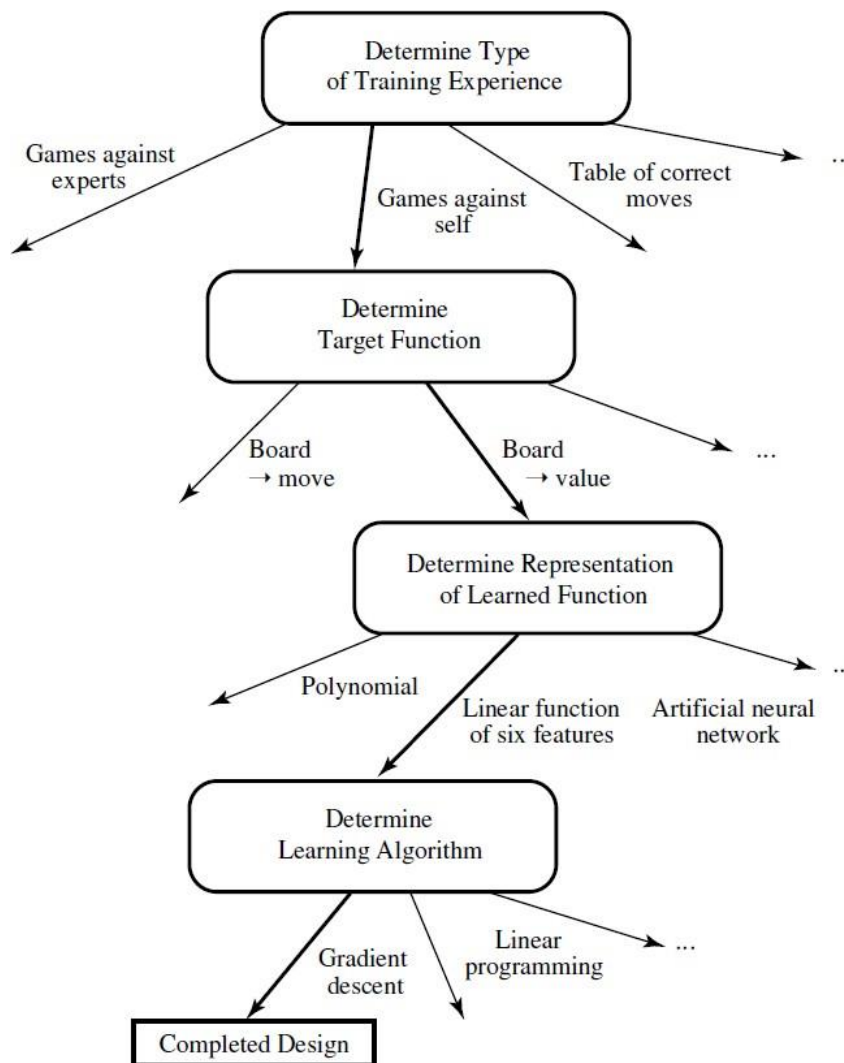 Determine Type
of Training Experience
Games against
experts
Games against
self
Table of correct
moves
...
Determine
Target Function
Board
→ move
Board
→ value
...
Determine Representation
of Learned Function
Polynomial
Linear function
of six features
Artificial neural
network
...
Determine
Learning Algorithm
Gradient
descent
Linear
programming
...
Completed Design